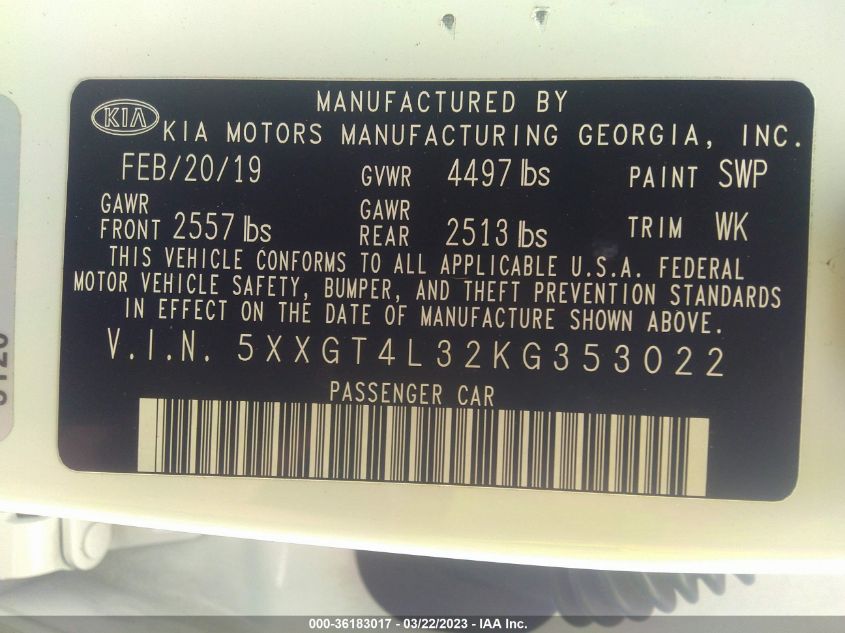 MANUFACTURED BY
KIA KIA MOTORS MANUFACTURING GEORGIA, INC.
FEB/20/19 GVWR 4497 lbs PAINT SWP
GAWR FRONT 2557 lbs GAWR REAR 2513 lbs TRIM WK
THIS VEHICLE CONFORMS TO ALL APPLICABLE U.S.A. FEDERAL
MOTOR VEHICLE SAFETY, BUMPER, AND THEFT PREVENTION STANDARDS
IN EFFECT ON THE DATE OF MANUFACTURE SHOWN ABOVE.
V.I.N. 5XXGT4L32KG353022
PASSENGER CAR
000-36183017 - 03/22/2023 - IAA Inc.